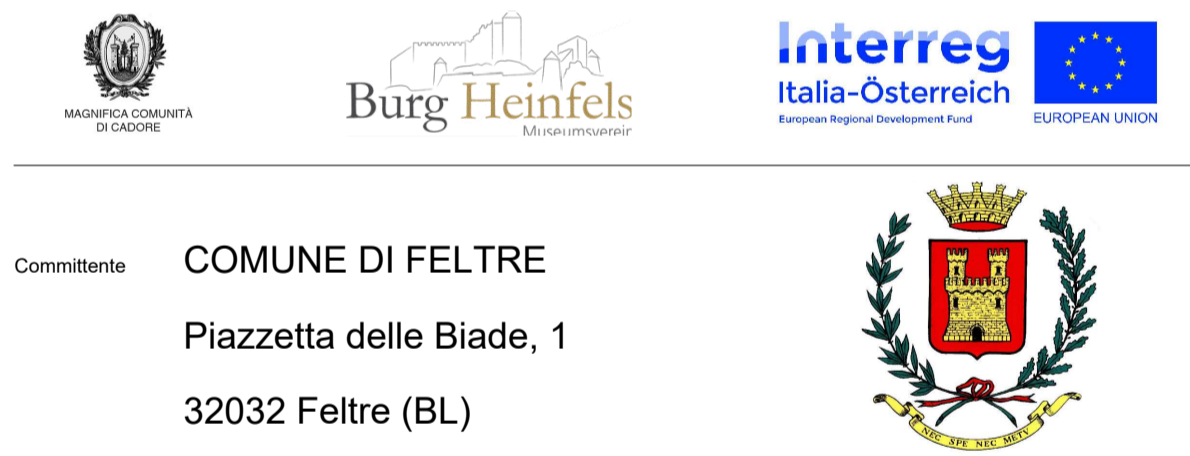 MAGNIFICA COMUNITÀ
DI CADORE
Burg Heinfels
Museumsverein
Interreg
Italia-Österreich
European Regional Development Fund
EUROPEAN UNION
Committente
COMUNE DI FELTRE
Piazzetta delle Biade, 1
32032 Feltre (BL)
NEC SPE NEC METV